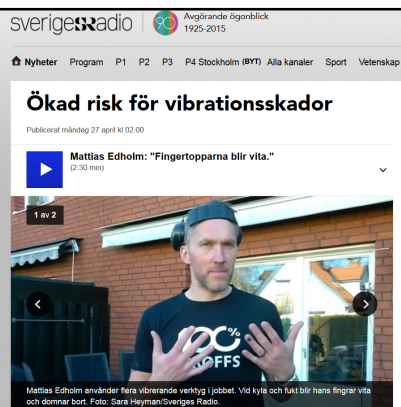 sverigesradio
90
Avgörande ögonblick
1925-2015
Nyheter Program P1 P2 P3 P4 Stockholm (BYT) Alla kanaler Sport Vetenskap
Ökad risk för vibrationsskador
Publicerat måndag 27 april kl 02.00
Mattias Edholm: "Fingertopparna blir vita."
(2:30 min)
1 av 2
%
OFFS
Mattias Edholm använder flera vibrerande verktyg i jobbet. Vid kyla och fukt blir hans fingrar vita
och domnar bort. Foto: Sara Heyman/Sveriges Radio.